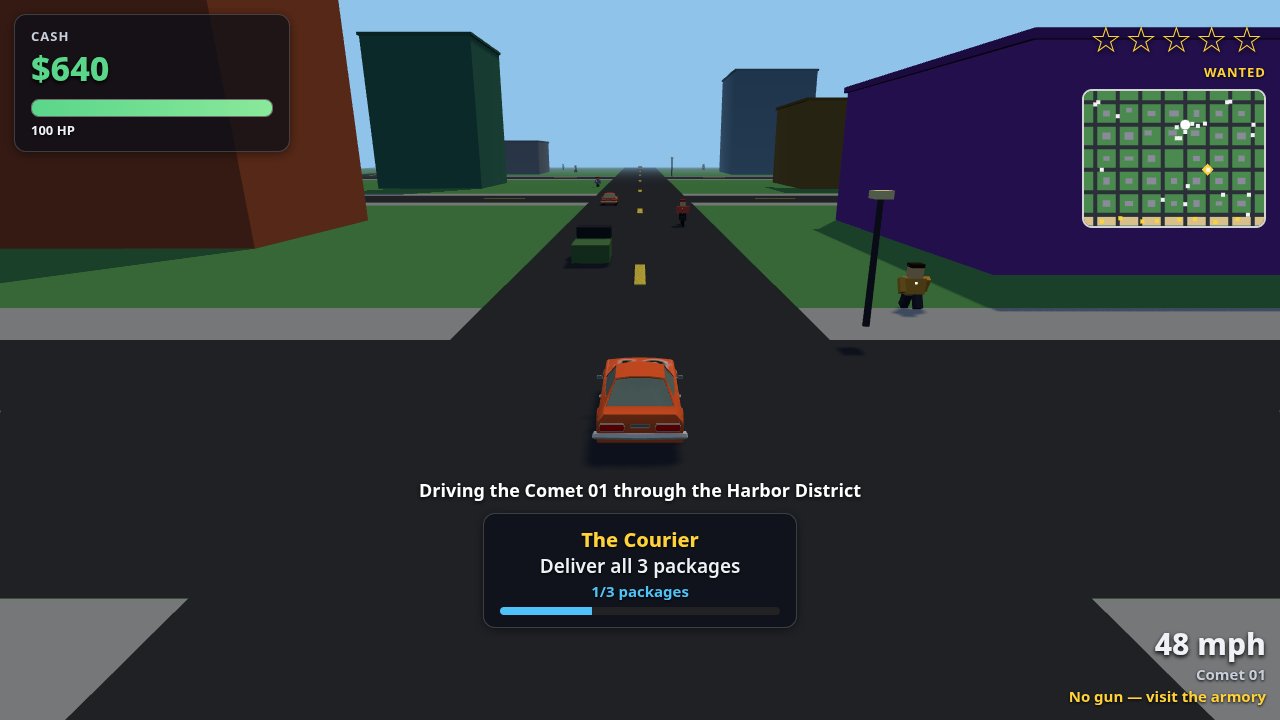 CASH
$640
100 HP
WANTED
Driving the Comet 01 through the Harbor District
The Courier
Deliver all 3 packages
1/3 packages
48 mph
Comet 01
No gun — visit the armory